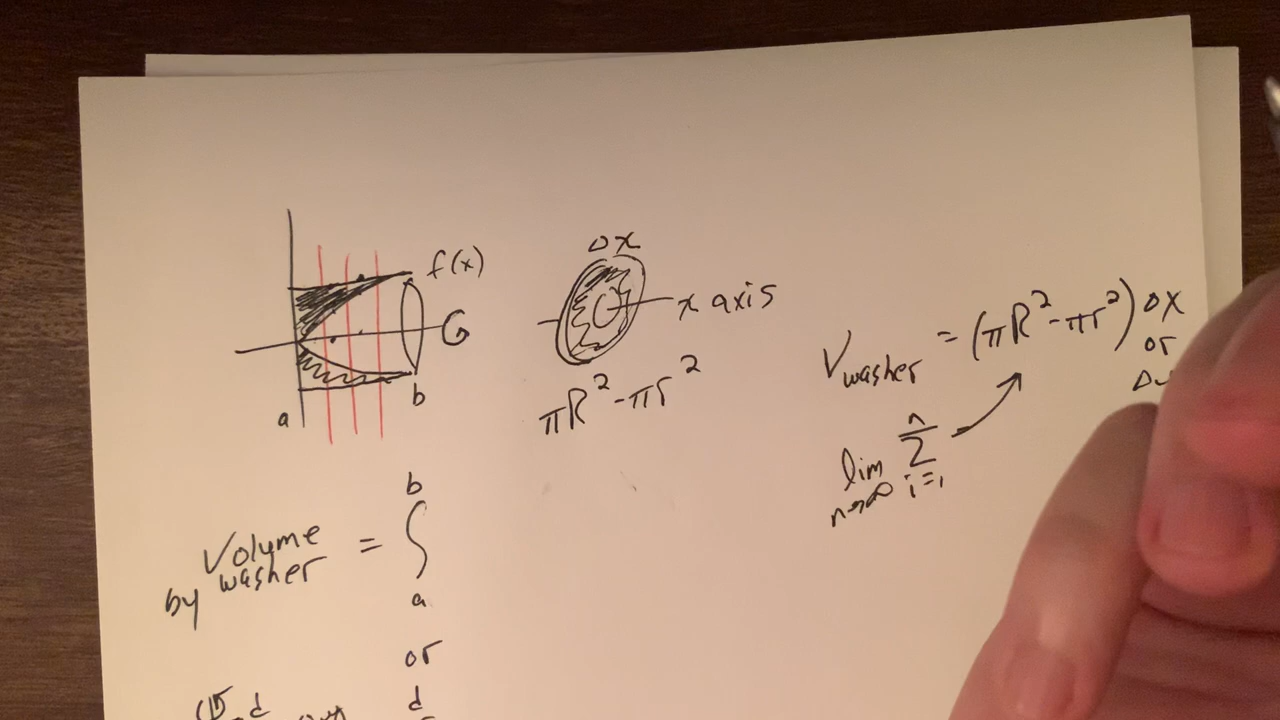 f(x)
a
b
Δx
x axis
πR² - πr²
V washer = (πR² - πr²) Δx
or
lim n→∞ n Σ i=1
Volume by washer = ∫ b a
or
d
d